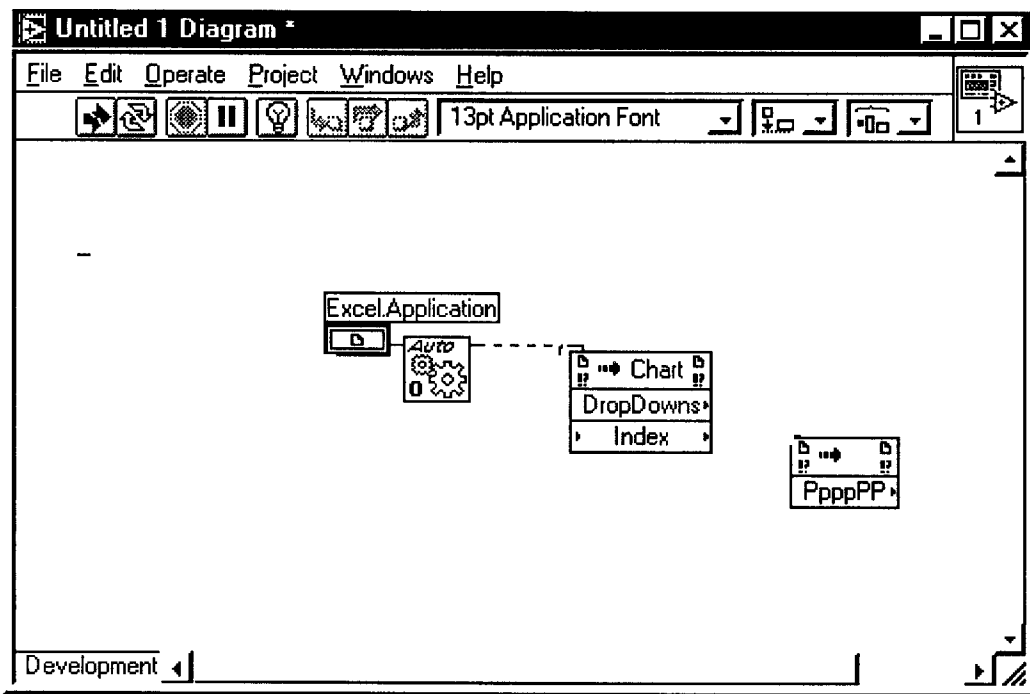 Untitled 1 Diagram *
File Edit Operate Project Windows Help
13pt Application Font
1
Excel.Application
Auto
0
Chart
!? !?
DropDowns
Index
!? !?
PpppPP
Development